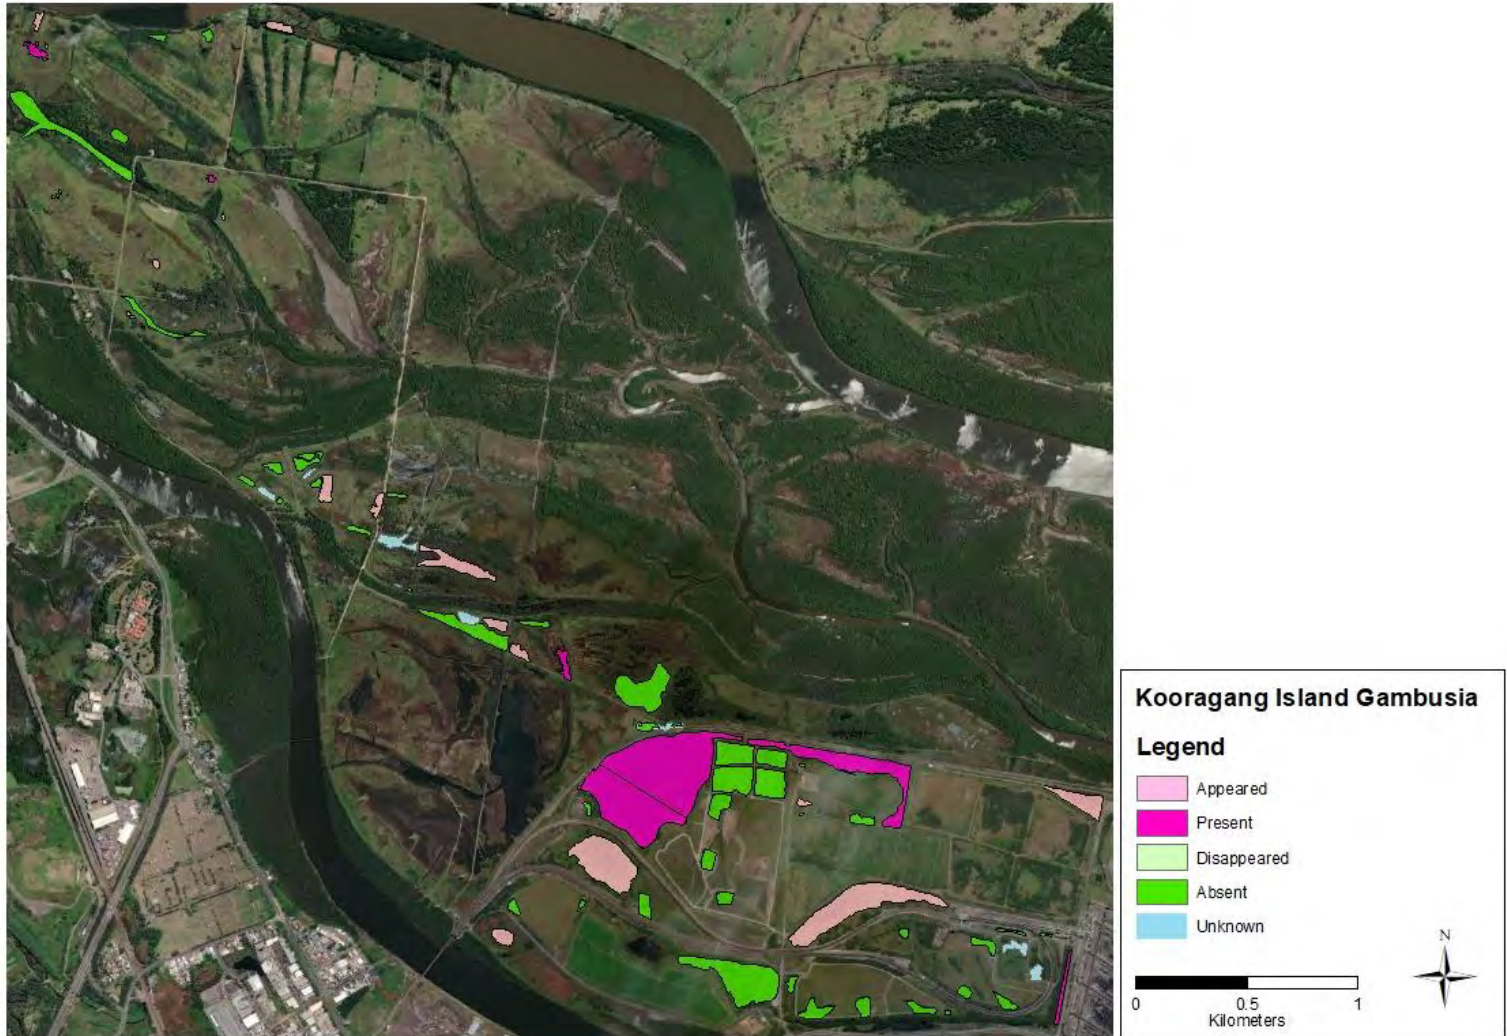 Kooragang Island Gambusia
Legend
Appeared
Present
Disappeared
Absent
Unknown
N
0 0.5 1
Kilometers